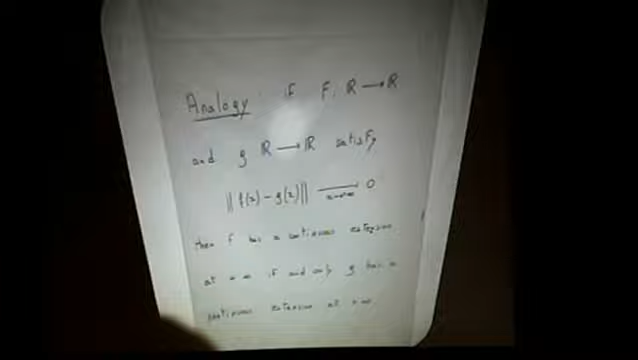 Analogy : if f: ℝ → ℝ
and g ℝ → ℝ satisfy
|| f(x) - g(x) || ⟶ 0
x→+∞
then f has a continuous extension
at +∞ if and only g has a
continuous extension at +∞